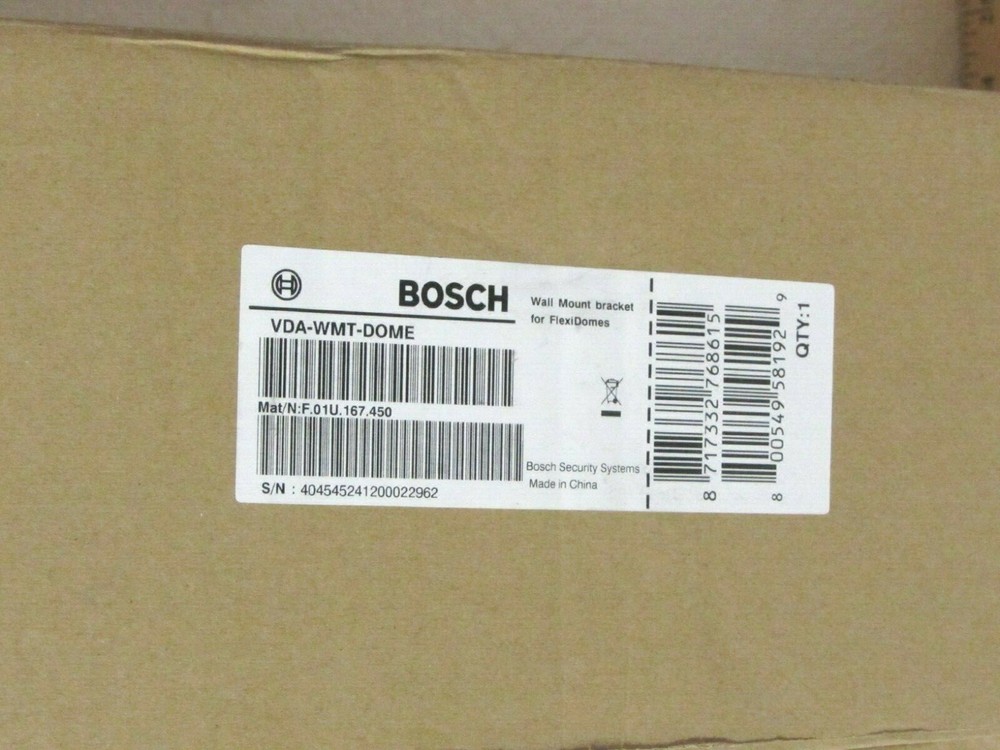 BOSCH
VDA-WMT-DOME
Mat/N:F.01U.167.450
S/N : 404545241200022962
Wall Mount bracket
for FlexiDomes
Bosch Security Systems
Made in China
8 717332 768615
8 00549 58192 9
QTY:1